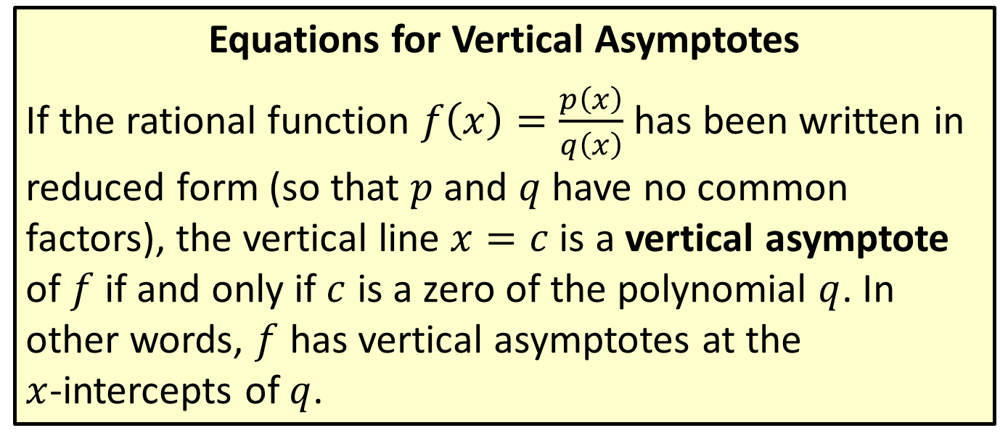 Equations for Vertical Asymptotes
If the rational function f(x) = p(x)/q(x) has been written in
reduced form (so that p and q have no common
factors), the vertical line x = c is a vertical asymptote
of f if and only if c is a zero of the polynomial q. In
other words, f has vertical asymptotes at the
x-intercepts of q.